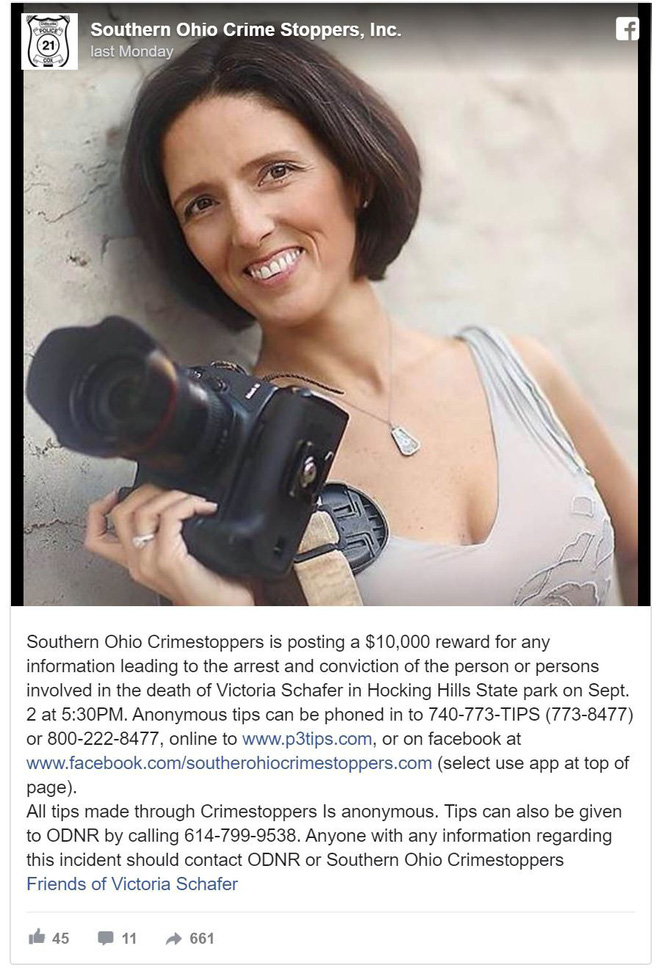 Southern Ohio Crime Stoppers, Inc.
last Monday
POLICE
21
Southern Ohio Crimestoppers is posting a $10,000 reward for any
information leading to the arrest and conviction of the person or persons
involved in the death of Victoria Schafer in Hocking Hills State park on Sept.
2 at 5:30PM. Anonymous tips can be phoned in to 740-773-TIPS (773-8477)
or 800-222-8477, online to www.p3tips.com, or on facebook at
www.facebook.com/southerohiocrimestoppers.com (select use app at top of
page).
All tips made through Crimestoppers Is anonymous. Tips can also be given
to ODNR by calling 614-799-9538. Anyone with any information regarding
this incident should contact ODNR or Southern Ohio Crimestoppers
Friends of Victoria Schafer
45 11 661